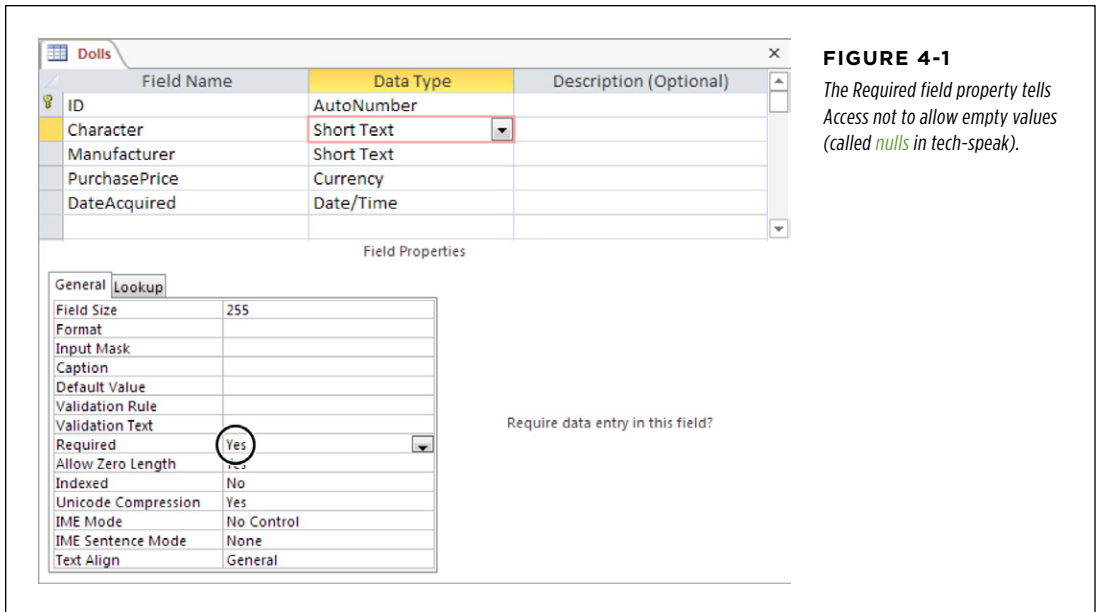 Dolls
Field Name Data Type Description (Optional)
ID AutoNumber
Character Short Text
Manufacturer Short Text
PurchasePrice Currency
DateAcquired Date/Time
Field Properties
General Lookup
Field Size 255
Format
Input Mask
Caption
Default Value
Validation Rule
Validation Text
Required Yes
Allow Zero Length Yes
Indexed No
Unicode Compression Yes
IME Mode No Control
IME Sentence Mode None
Text Align General
Require data entry in this field?
FIGURE 4-1
The Required field property tells
Access not to allow empty values
(called nulls in tech-speak).